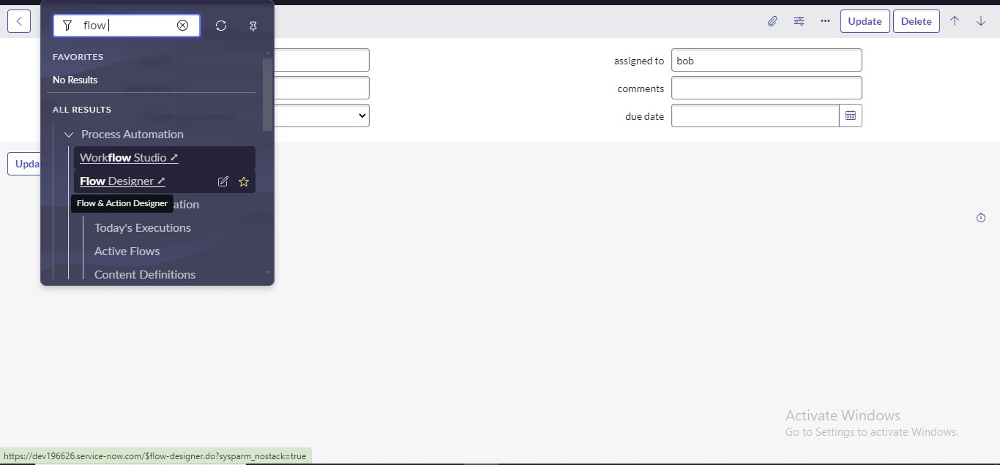 flow
Update
Delete
FAVORITES
No Results
ALL RESULTS
Process Automation
Workflow Studio
Flow Designer
Flow & Action Designer
ation
Today's Executions
Active Flows
Content Definitions
assigned to
bob
comments
due date
Upda
Activate Windows
Go to Settings to activate Windows.
https://dev196626.service-now.com/$flow-designer.do?sysparm_nostack=true